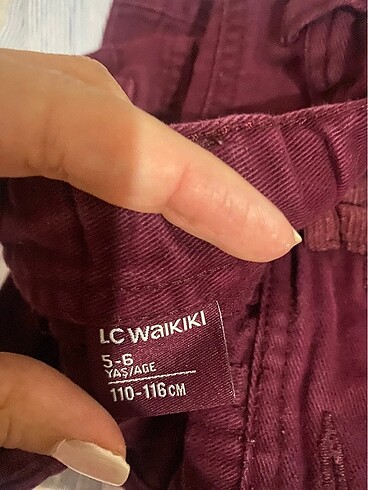 LC WAIKIKI
5-6
YAŞ/AGE
110-116CM